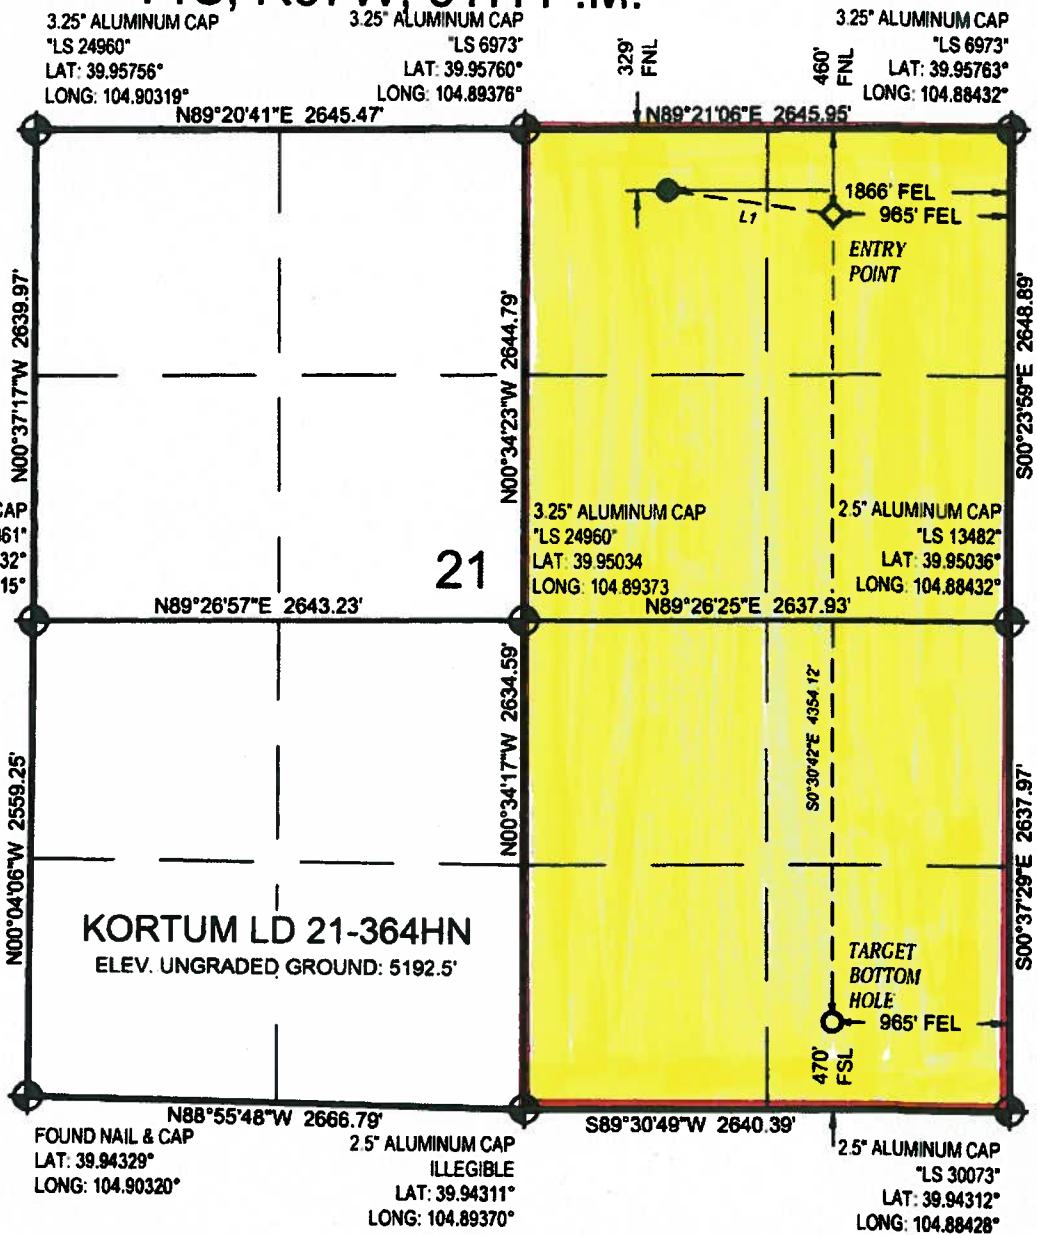 3.25" ALUMINUM CAP
"LS 24960"
LAT: 39.95756°
LONG: 104.90319°
3.25" ALUMINUM CAP
"LS 6973"
LAT: 39.95760°
LONG: 104.89376°
329'
FNL
460'
FNL
3.25" ALUMINUM CAP
"LS 6973"
LAT: 39.95763°
LONG: 104.88432°
N89°20'41"E 2645.47'
N89°21'06"E 2645.95'
1866' FEL
965' FEL
L1
ENTRY
POINT
N00°37'17"W 2639.97'
N00°34'23"W 2644.79'
S00°23'59"E 2648.89'
CAP
32°
15°
3.25" ALUMINUM CAP
"LS 24960"
LAT: 39.95034
LONG: 104.89373
2.5" ALUMINUM CAP
"LS 13482"
LAT: 39.95036°
LONG: 104.88432°
21
N89°26'57"E 2643.23'
N89°26'25"E 2637.93'
N00°04'06"W 2559.25'
N00°34'17"W 2634.59'
S0°30'42"E 4354.12'
S00°37'29"E 2637.97'
KORTUM LD 21-364HN
ELEV. UNGRADED GROUND: 5192.5'
TARGET
BOTTOM
HOLE
965' FEL
470'
FSL
N88°55'48"W 2666.79'
S89°30'49"W 2640.39'
FOUND NAIL & CAP
LAT: 39.94329°
LONG: 104.90320°
2.5" ALUMINUM CAP
ILLEGIBLE
LAT: 39.94311°
LONG: 104.89370°
2.5" ALUMINUM CAP
"LS 30073"
LAT: 39.94312°
LONG: 104.88428°